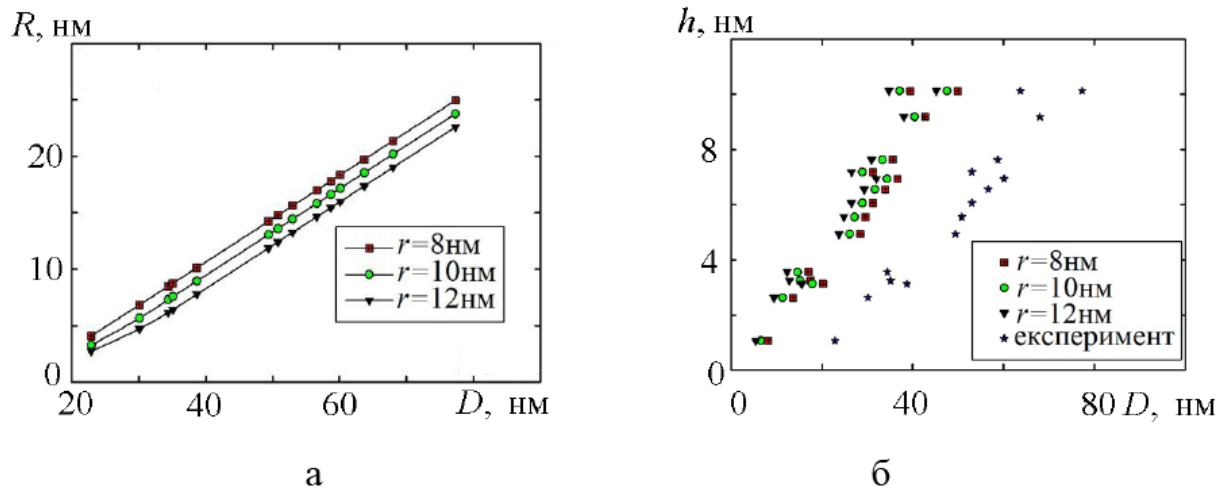 R, нм
20
10
0
20
40
60
D, нм
r=8нм
r=10нм
r=12нм
а
h, нм
8
4
0
0
40
80 D, нм
r=8нм
r=10нм
r=12нм
експеримент
б